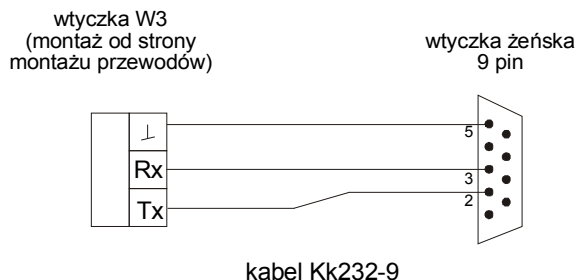 wtyczka W3
(montaż od strony
montażu przewodów)
wtyczka żeńska
9 pin
⊥
Rx
Tx
5
3
2
kabel Kk232-9